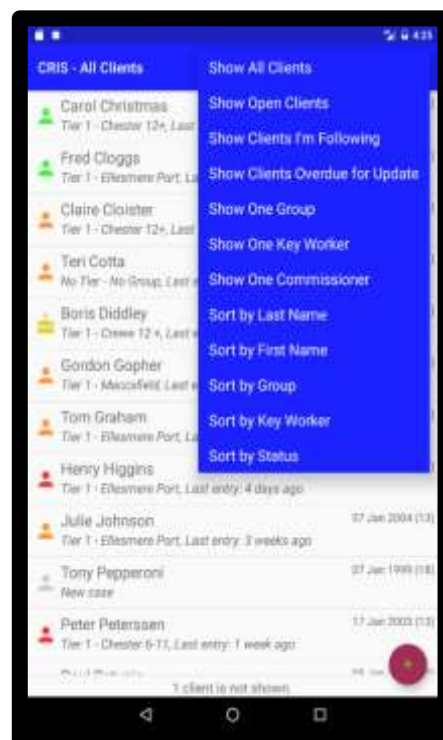 4:25
CRIS - All Clients
Show All Clients
Show Open Clients
Show Clients I'm Following
Show Clients Overdue for Update
Show One Group
Show One Key Worker
Show One Commissioner
Sort by Last Name
Sort by First Name
Sort by Group
Sort by Key Worker
Sort by Status
Carol Christmas
Tier 1 - Chester 12+, Last
Fred Cloggs
Tier 1 - Ellesmere Port, La
Claire Cloister
Tier 1 - Chester 12+, Last
Teri Cotta
No Tier - No Group, Last e
Boris Diddley
Tier 1 - Crewe 12 +, Last e
Gordon Gopher
Tier 1 - Macclsfield, Last e
Tom Graham
Tier 1 - Ellesmere Port, La
Henry Higgins
Tier 1 - Ellesmere Port, Last entry: 4 days ago
Julie Johnson
07 Jan 2004 (13)
Tier 1 - Ellesmere Port, Last entry: 3 weeks ago
Tony Pepperoni
27 Jan 1999 (18)
New case
Peter Peterssen
17 Jan 2003 (13)
Tier 1 - Chester 6-11, Last entry: 1 week ago
1 client is not shown.